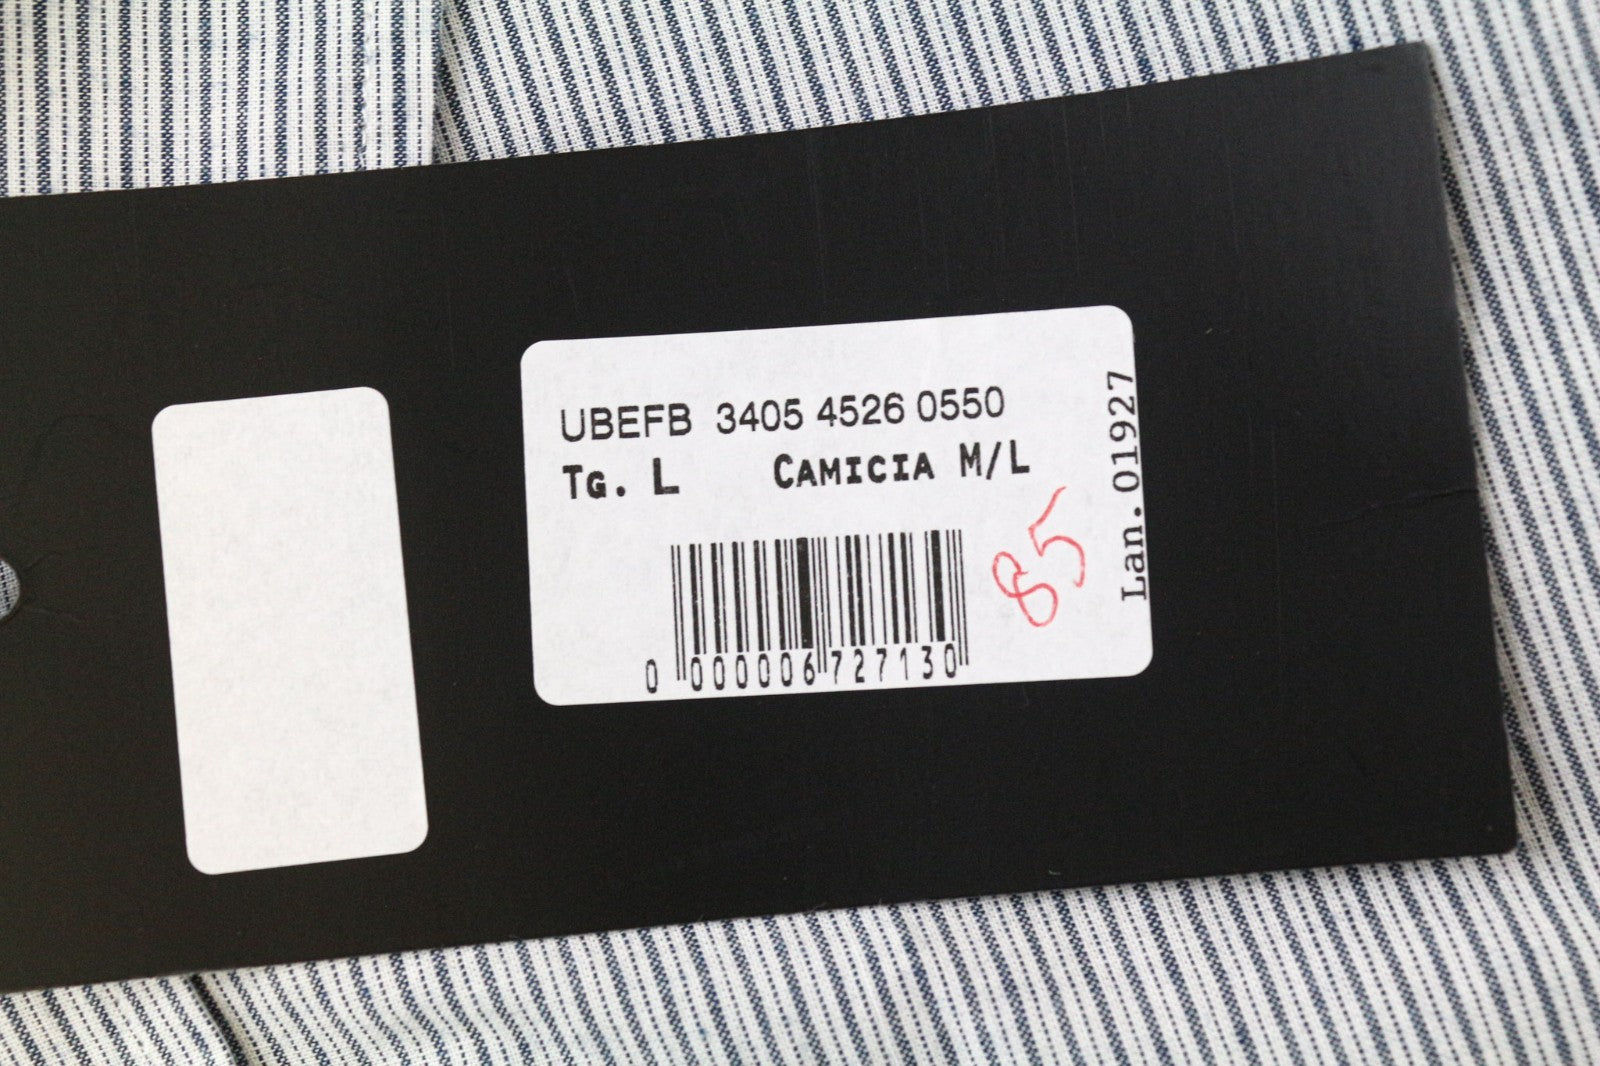 UBEFB 3405 4526 0550
TG. L CAMICIA M/L
85
0 000006 727130
Lan. 01927